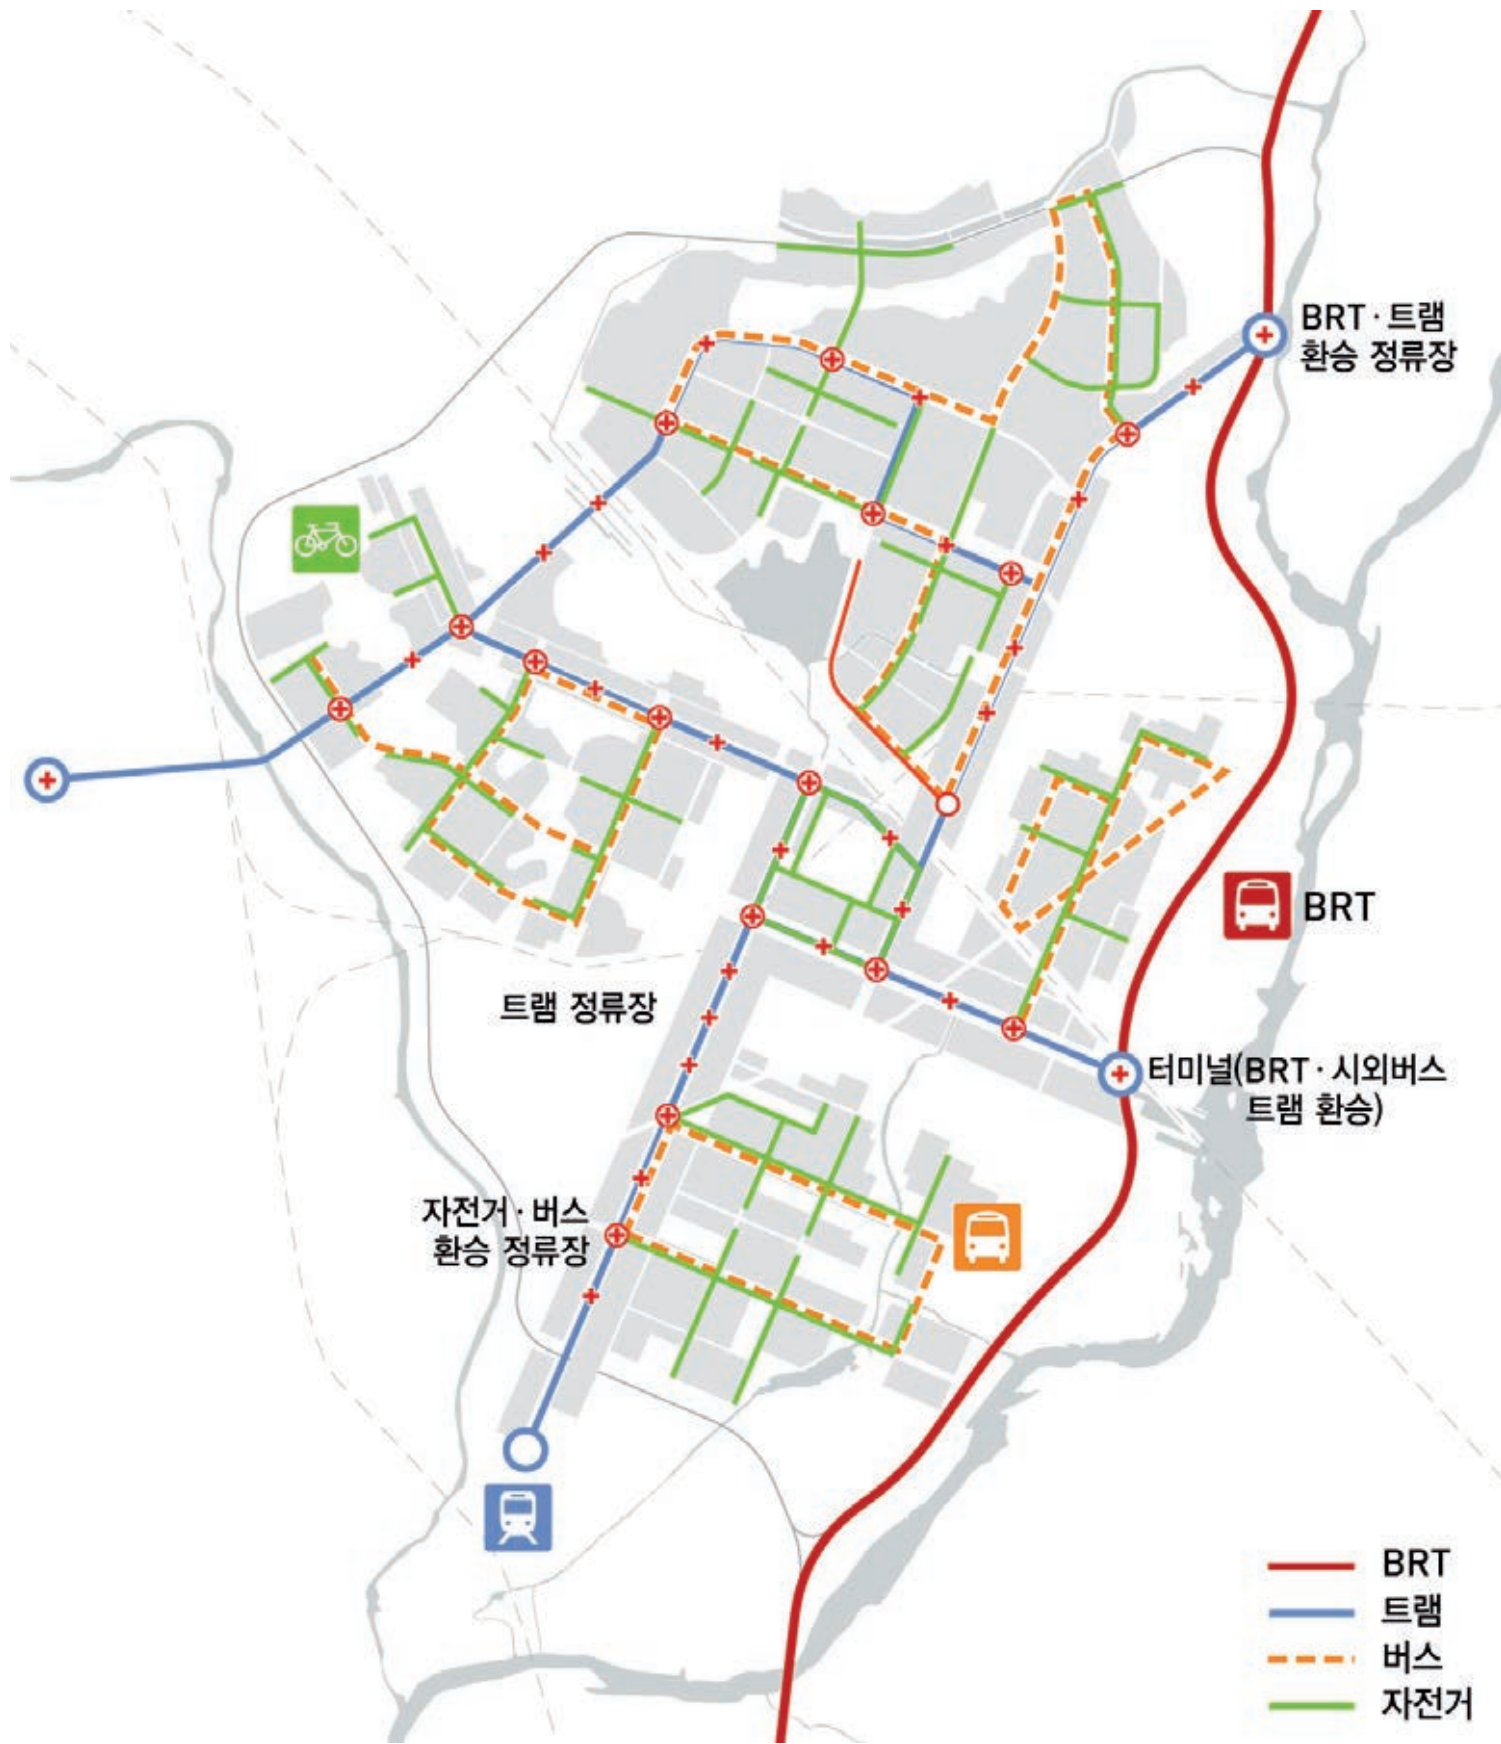 BRT · 트램
환승 정류장
BRT
트램 정류장
터미널(BRT · 시외버스
트램 환승)
자전거 · 버스
환승 정류장
BRT
트램
버스
자전거